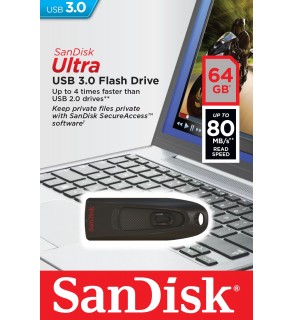 USB 3.0
SanDisk
Ultra
USB 3.0 Flash Drive
Up to 4 times faster than
USB 2.0 drives**
Keep private files private
with SanDisk SecureAccess™
software
64
GB*
UP TO
80
MB/s**
READ
SPEED
SanDisk
SanDisk